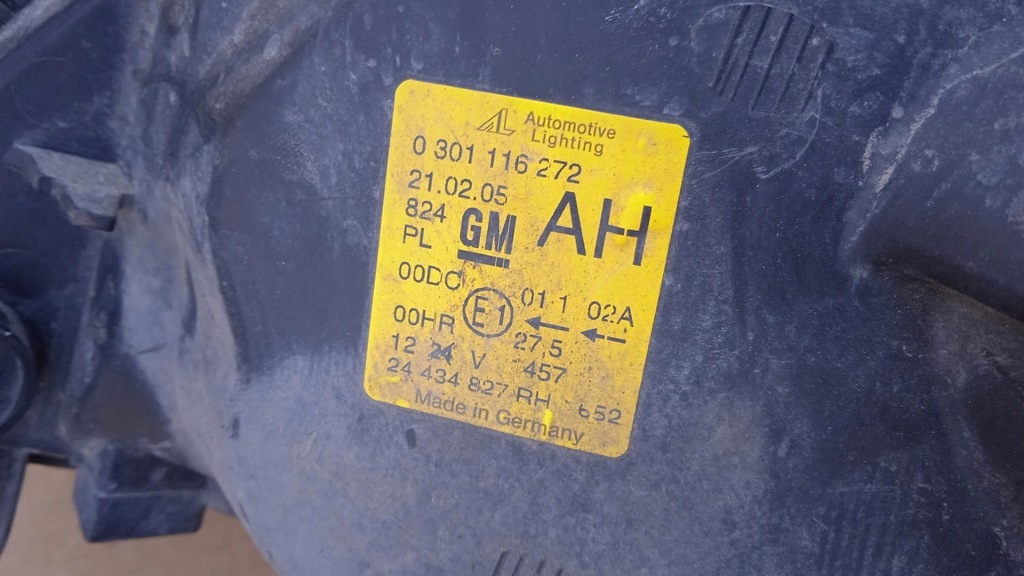 AL Automotive
Lighting
0 301 116 272
21.02.05
824 GM AH
PL
00DC 01 1 02A
00HR E1 27,5
12 24 V 457
24 434 827 RH 652
Made in Germany